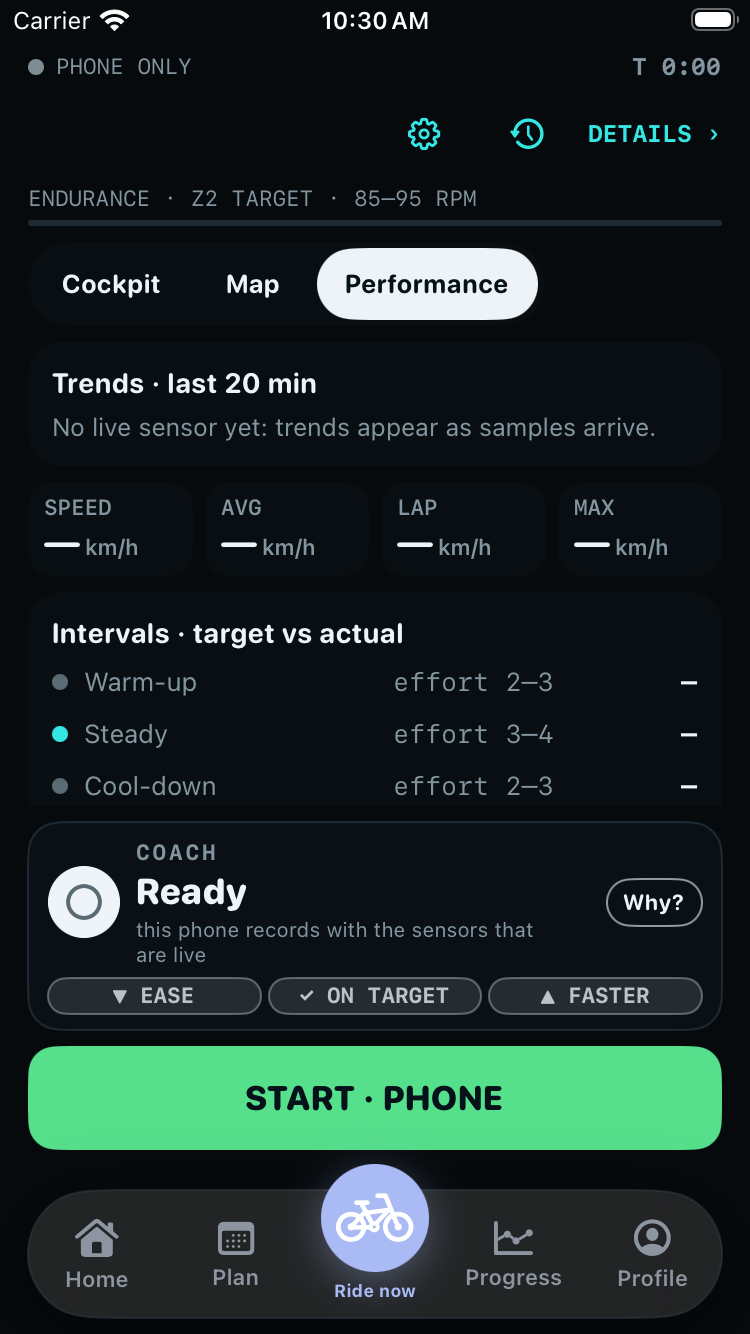 Carrier 10:30 AM
PHONE ONLY T 0:00
DETAILS ›
ENDURANCE · Z2 TARGET · 85–95 RPM
Cockpit Map Performance
Trends · last 20 min
No live sensor yet: trends appear as samples arrive.
SPEED AVG LAP MAX
— km/h — km/h — km/h — km/h
Intervals · target vs actual
Warm-up effort 2–3 –
Steady effort 3–4 –
Cool-down effort 2–3 –
COACH
Ready
this phone records with the sensors that
are live
Why?
▼ EASE ✓ ON TARGET ▲ FASTER
START · PHONE
Home Plan Ride now Progress Profile